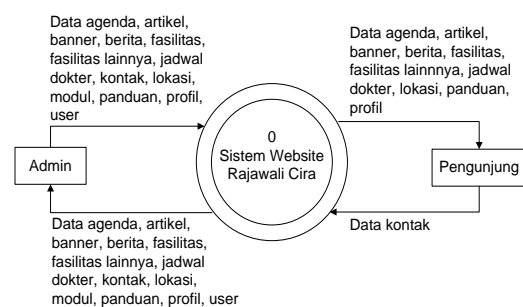 Data agenda, artikel,
banner, berita, fasilitas,
fasilitas lainnya, jadwal
dokter, kontak, lokasi,
modul, panduan, profil,
user
Data agenda, artikel,
banner, berita, fasilitas,
fasilitas lainnnya, jadwal
dokter, lokasi, panduan,
profil
Admin
0
Sistem Website
Rajawali Cira
Pengunjung
Data agenda, artikel,
banner, berita, fasilitas,
fasilitas lainnya, jadwal
dokter, kontak, lokasi,
modul, panduan, profil, user
Data kontak